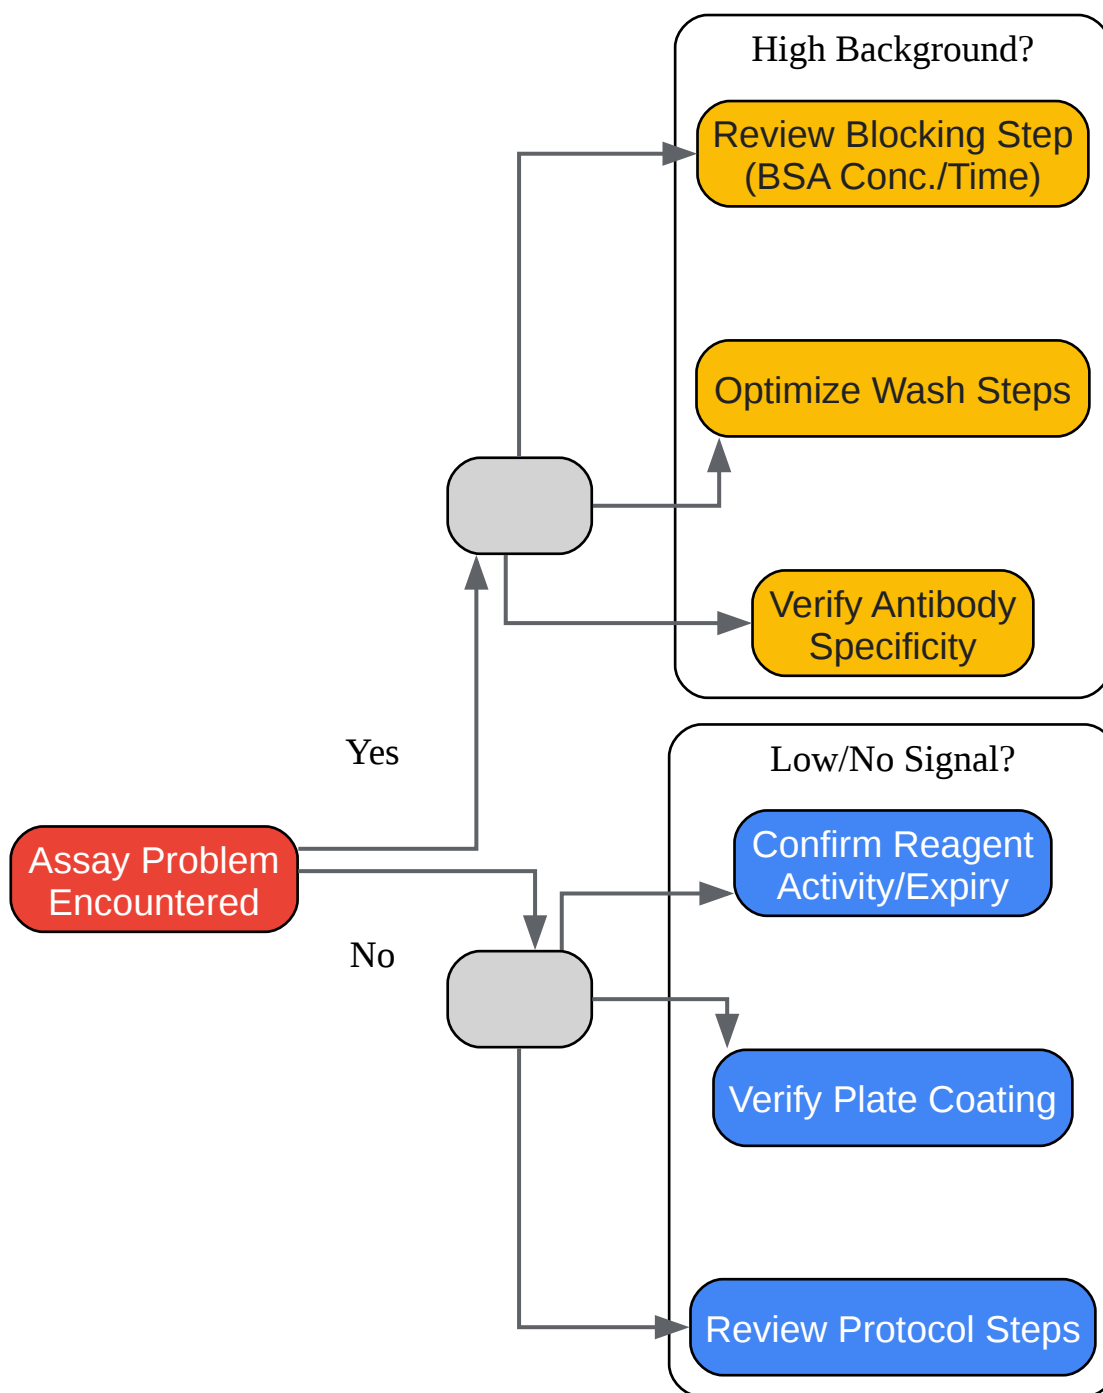 High Background?
Review Blocking Step
(BSA Conc./Time)
Optimize Wash Steps
Verify Antibody
Specificity
Yes
Low/No Signal?
Assay Problem
Encountered
Confirm Reagent
Activity/Expiry
No
Verify Plate Coating
Review Protocol Steps